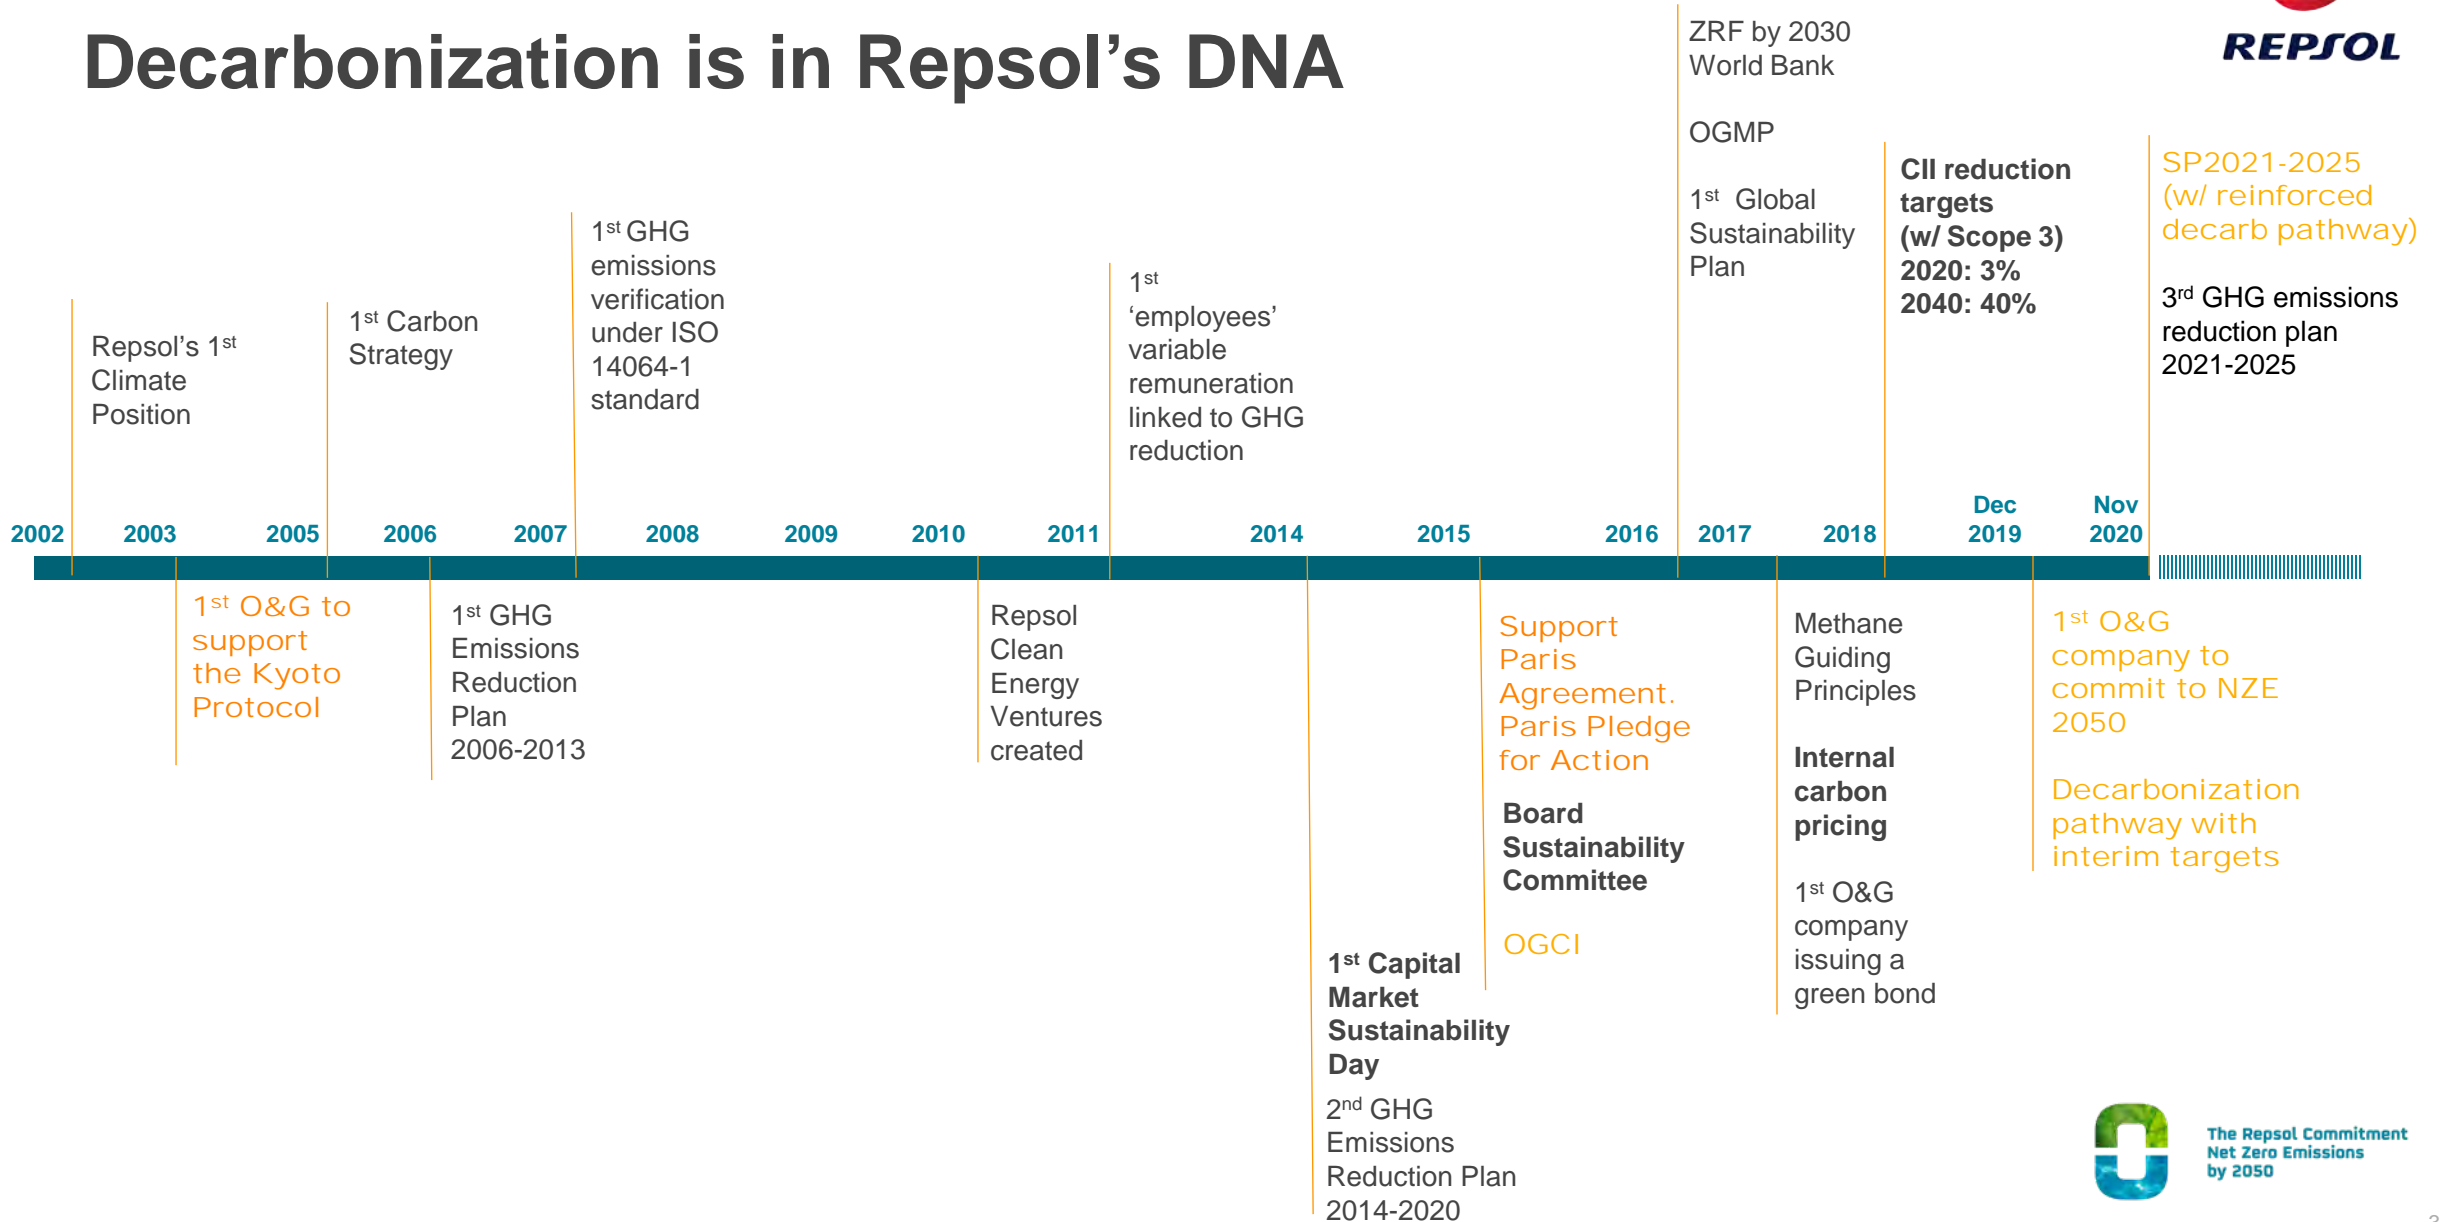 Decarbonization is in Repsol’s DNA
REPSOL
ZRF by 2030
World Bank
OGMP
1st Global
Sustainability
Plan
CII reduction
targets
(w/ Scope 3)
2020: 3%
2040: 40%
SP2021-2025
(w/ reinforced
decarb pathway)
3rd GHG emissions
reduction plan
2021-2025
Repsol’s 1st
Climate
Position
1st Carbon
Strategy
1st GHG
emissions
verification
under ISO
14064-1
standard
1st
‘employees’
variable
remuneration
linked to GHG
reduction
2002
2003
2005
2006
2007
2008
2009
2010
2011
2014
2015
2016
2017
2018
Dec
2019
Nov
2020
1st O&G to
support
the Kyoto
Protocol
1st GHG
Emissions
Reduction
Plan
2006-2013
Repsol
Clean
Energy
Ventures
created
1st Capital
Market
Sustainability
Day
2nd GHG
Emissions
Reduction Plan
2014-2020
Support
Paris
Agreement.
Paris Pledge
for Action
Board
Sustainability
Committee
OGCI
Methane
Guiding
Principles
Internal
carbon
pricing
1st O&G
company
issuing a
green bond
1st O&G
company to
commit to NZE
2050
Decarbonization
pathway with
interim targets
The Repsol Commitment
Net Zero Emissions
by 2050